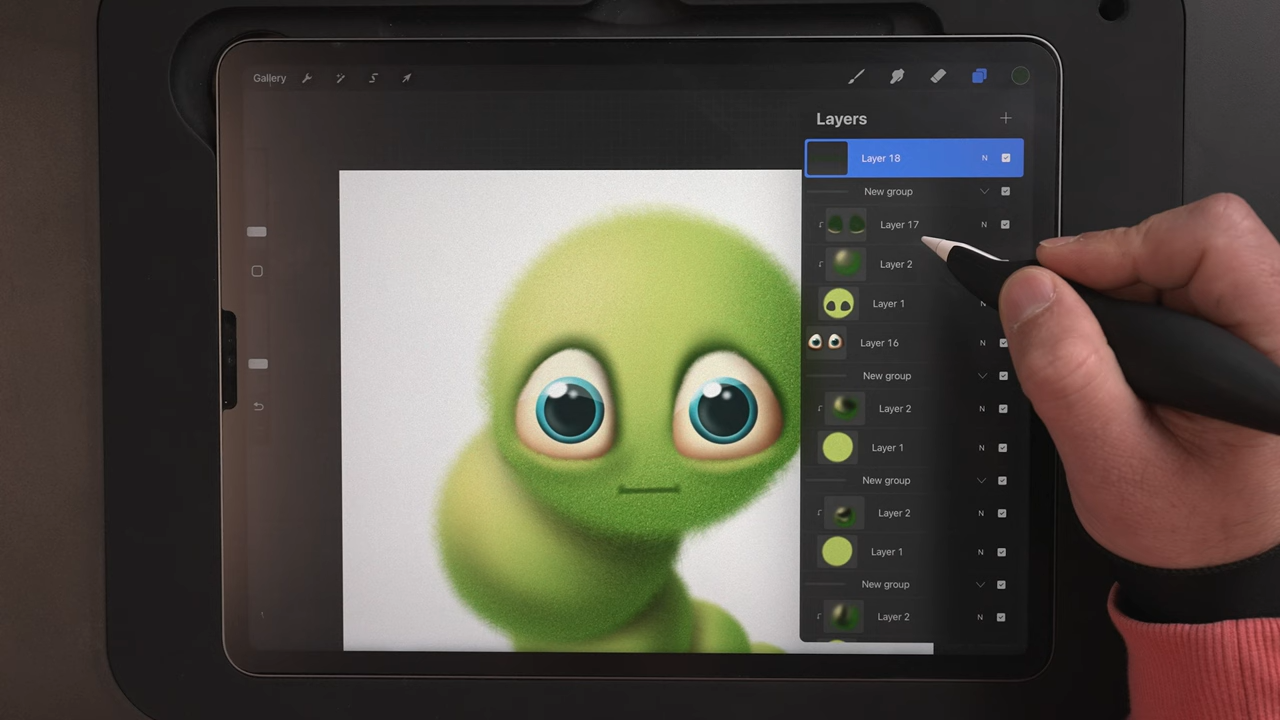 Gallery
Layers
Layer 18 N
New group
Layer 17 N
Layer 2
Layer 1 N
Layer 16 N
New group
Layer 2 N
Layer 1 N
New group
Layer 2 N
Layer 1 N
New group
Layer 2 N